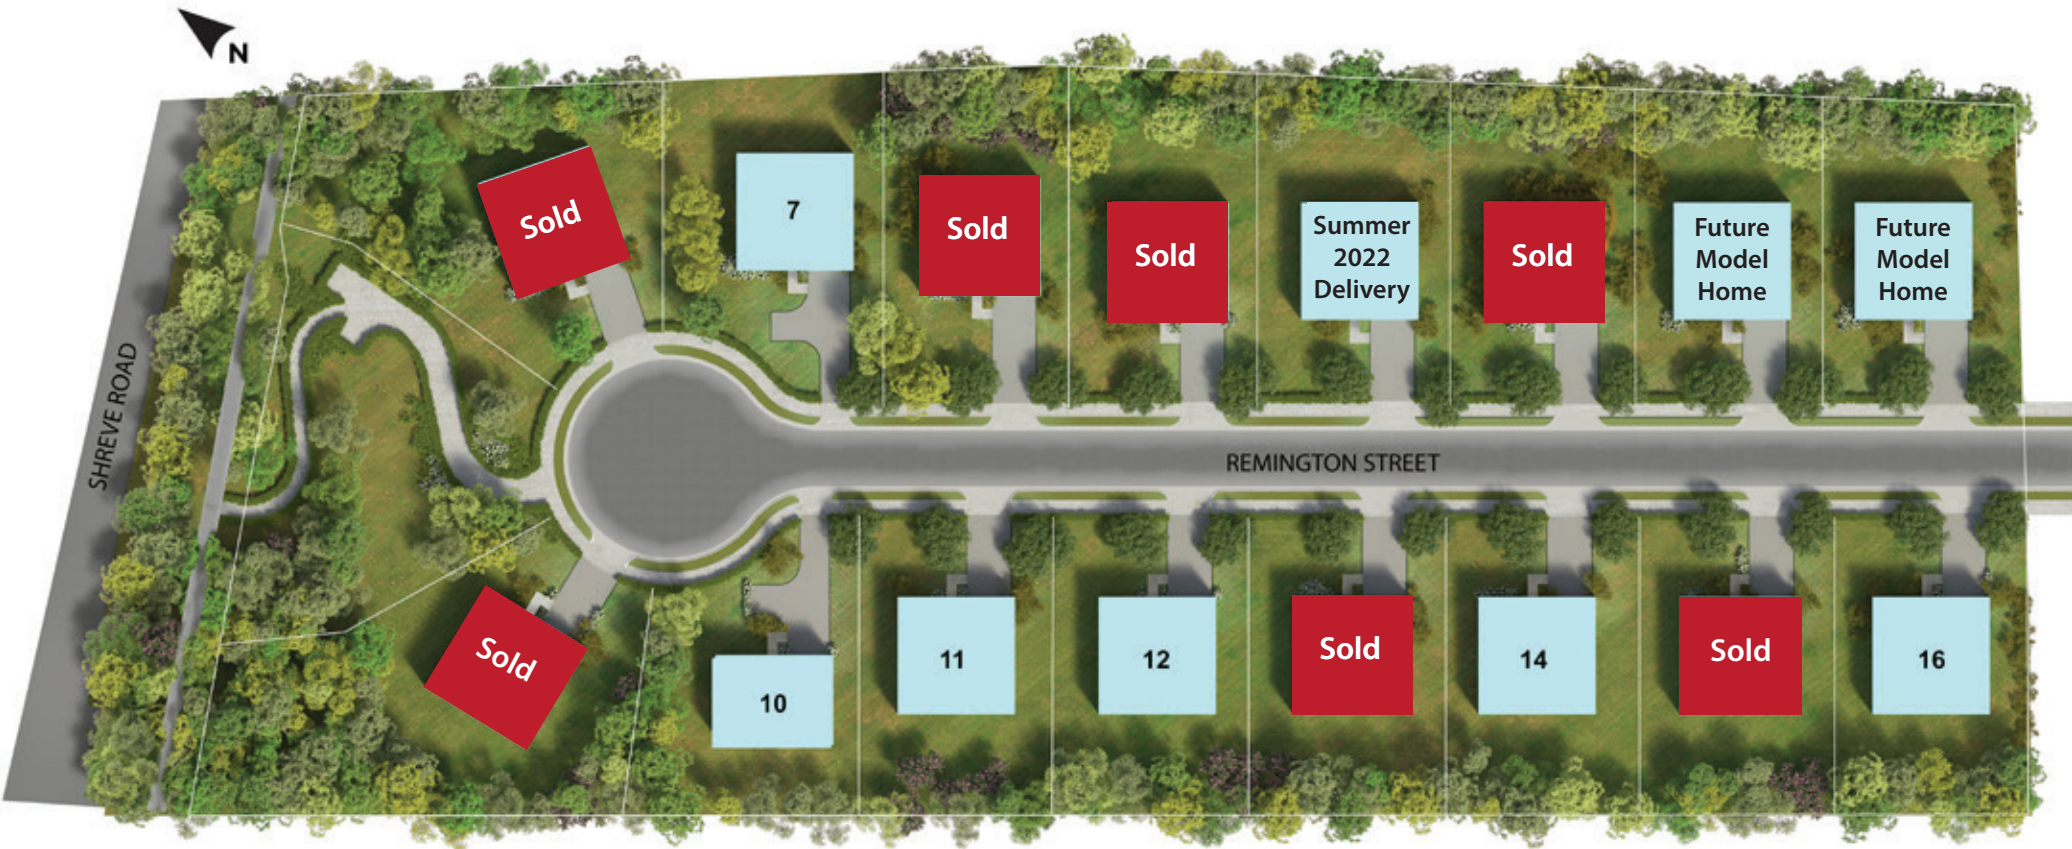 N
SHREVE ROAD
Sold
7
Sold
Sold
Summer
2022
Delivery
Sold
Future
Model
Home
Future
Model
Home
REMINGTON STREET
Sold
10
11
12
Sold
14
Sold
16